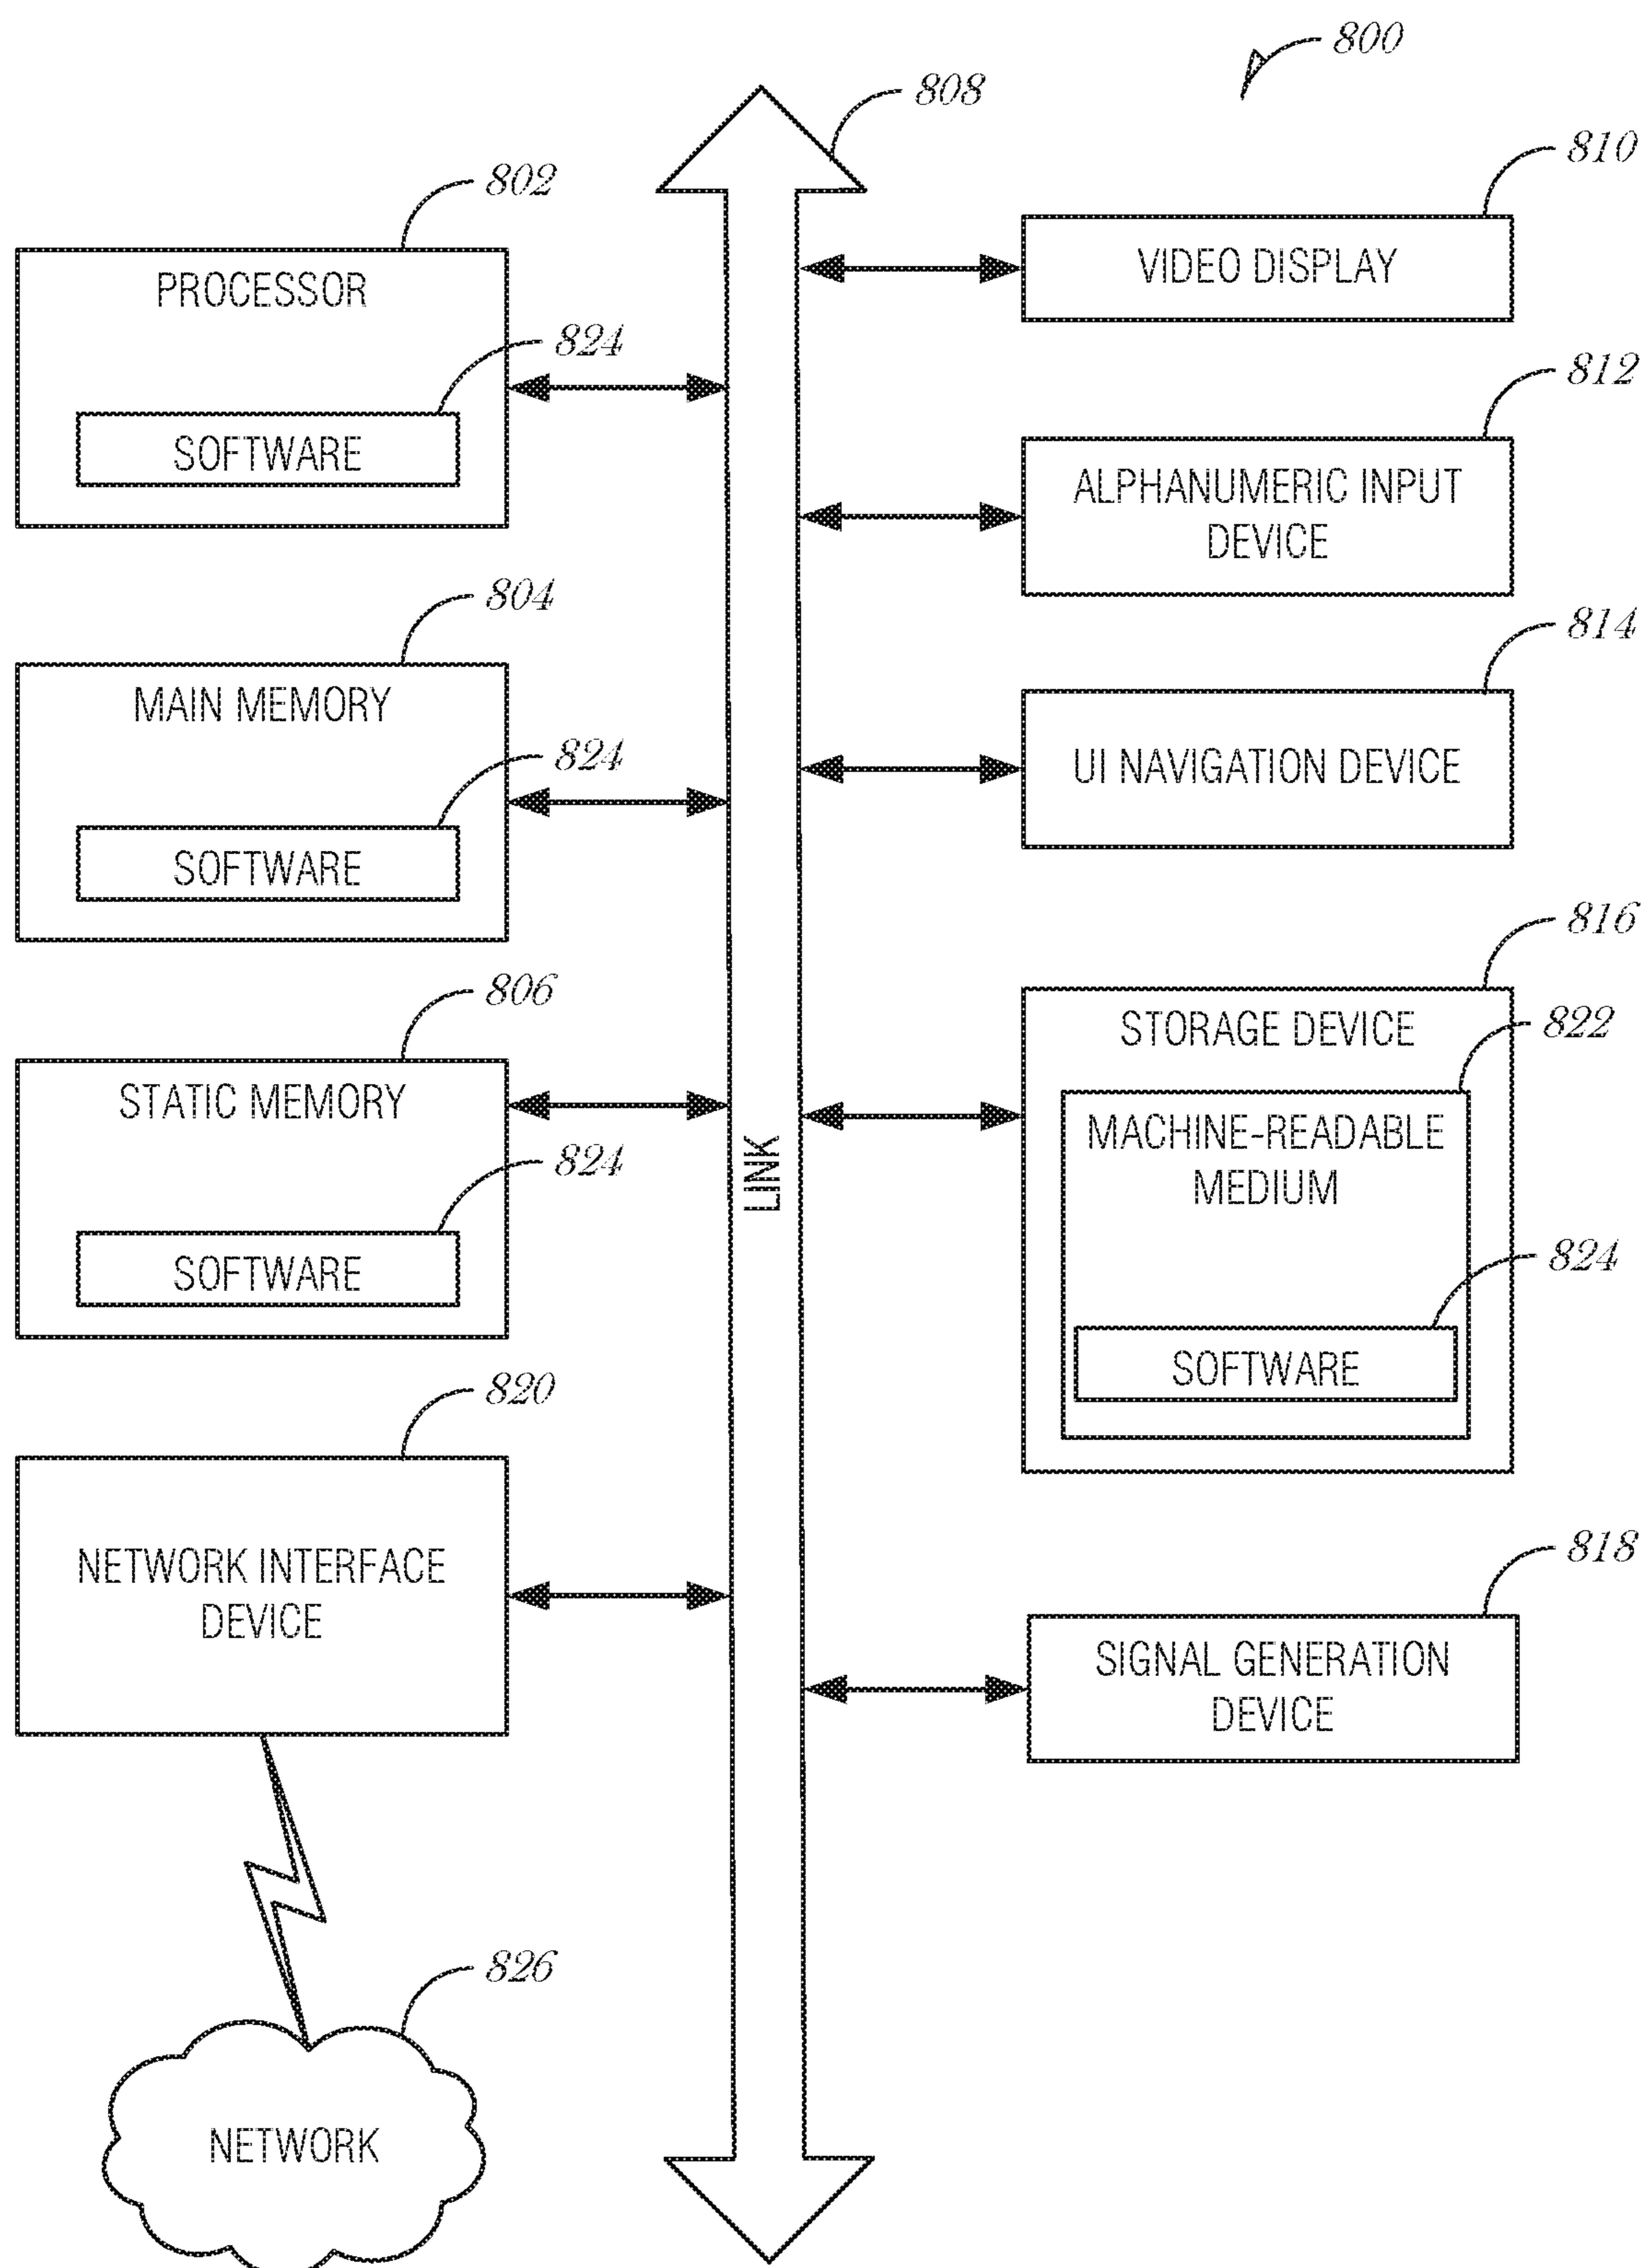 800
808
802
PROCESSOR
824
SOFTWARE
804
MAIN MEMORY
824
SOFTWARE
806
STATIC MEMORY
824
SOFTWARE
820
NETWORK INTERFACE
DEVICE
826
NETWORK
LINK
810
VIDEO DISPLAY
812
ALPHANUMERIC INPUT
DEVICE
814
UI NAVIGATION DEVICE
816
STORAGE DEVICE
822
MACHINE-READABLE
MEDIUM
824
SOFTWARE
818
SIGNAL GENERATION
DEVICE